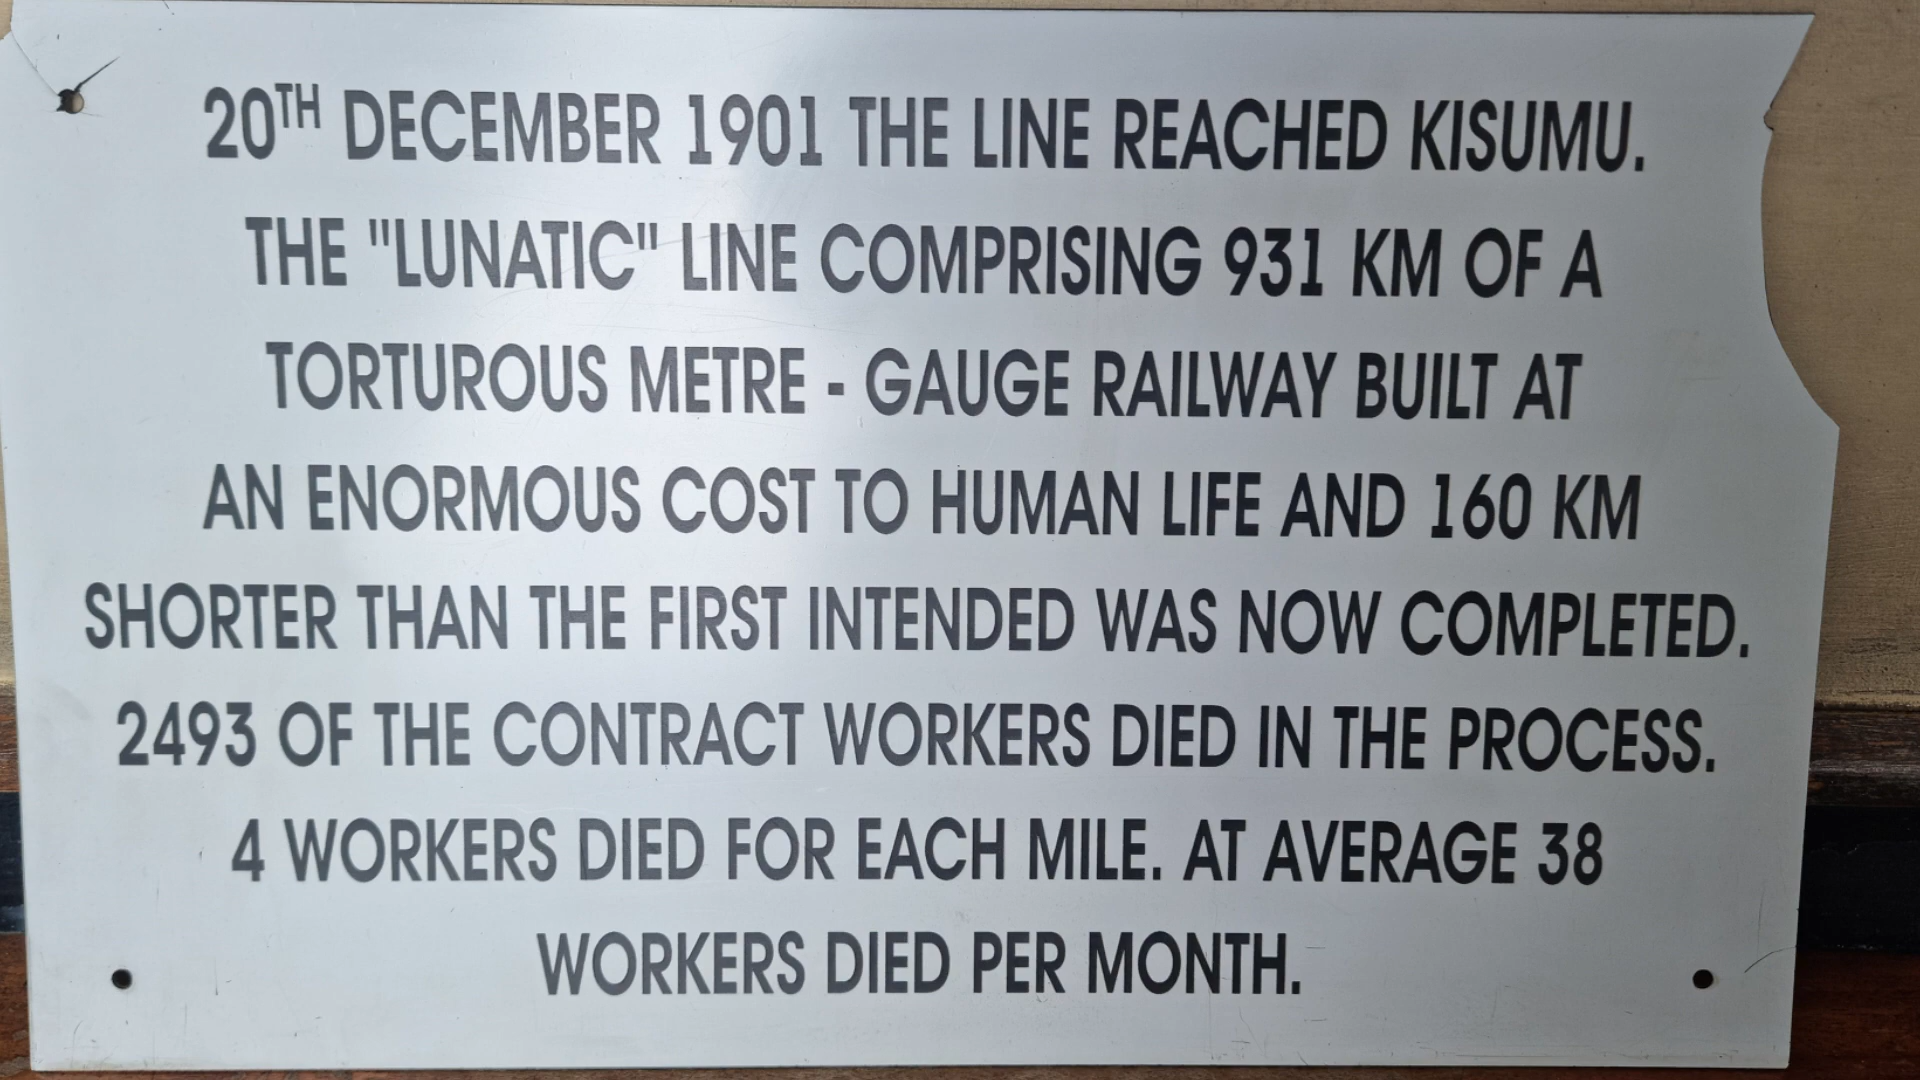 20TH DECEMBER 1901 THE LINE REACHED KISUMU.
THE "LUNATIC" LINE COMPRISING 931 KM OF A
TORTUROUS METRE - GAUGE RAILWAY BUILT AT
AN ENORMOUS COST TO HUMAN LIFE AND 160 KM
SHORTER THAN THE FIRST INTENDED WAS NOW COMPLETED.
2493 OF THE CONTRACT WORKERS DIED IN THE PROCESS.
4 WORKERS DIED FOR EACH MILE. AT AVERAGE 38
WORKERS DIED PER MONTH.